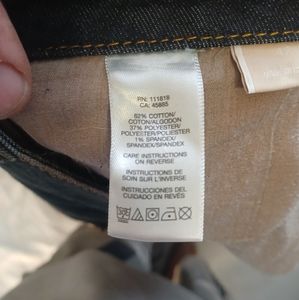 RN: 111818
CA: 45885
62% COTTON/
COTON/ALGODON
37% POLYESTER/
POLYESTER/POLIESTER
1% SPANDEX/
SPANDEX/SPANDEX
CARE INSTRUCTIONS
ON REVERSE
INSTRUCTIONS DE
SOIN SUR L'INVERSE
INSTRUCCIONES DE
CUIDADO EN REVÉS